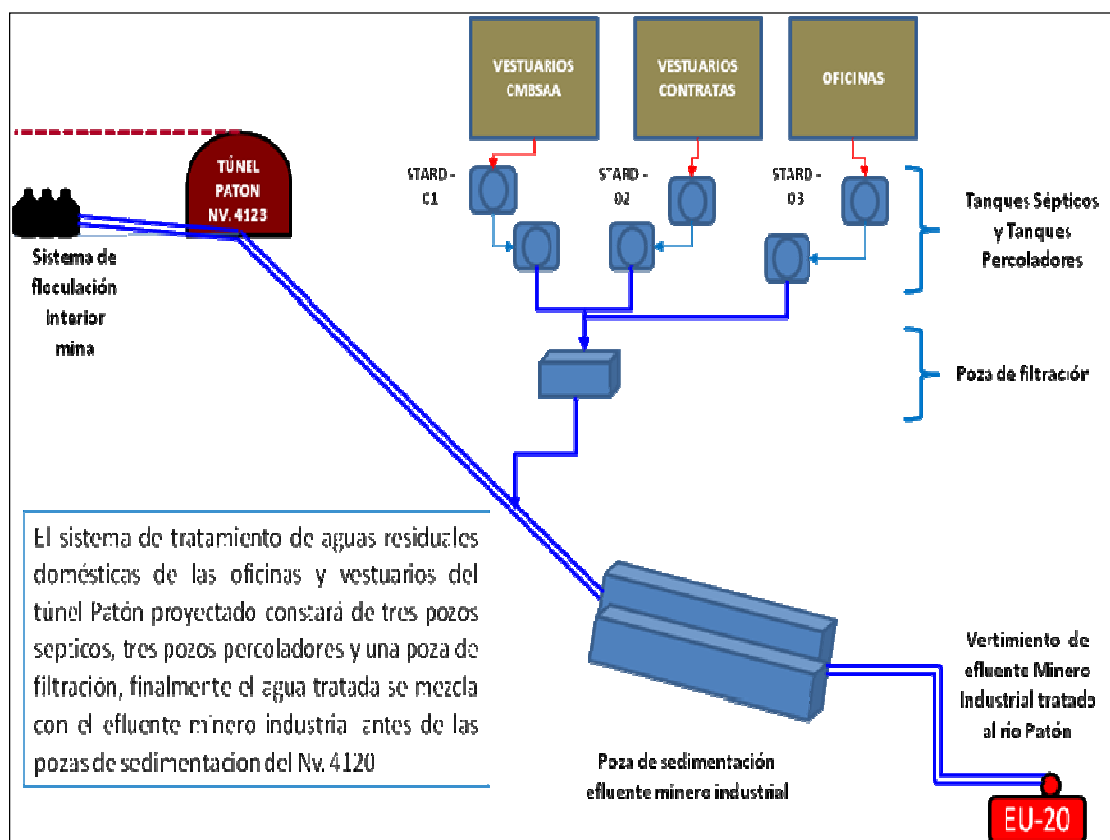 VESTUARIOS
CMBSAA
VESTUARIOS
CONTRATAS
OFICINAS
TÚNEL
PATON
NV. 4123
STARD -
C1
STARD -
02
STARD -
03
Tanques Sépticos
y Tanques
Percoladores
Sistema de
floculación
Interior
mina
Poza de filtración
El sistema de tratamiento de aguas residuales
domésticas de las oficinas y vestuarios del
túnel Patón proyectado constará de tres pozos
septicos, tres pozos percoladores y una poza de
filtración, finalmente el agua tratada se mezcla
con el efluente minero industria antes de las
pozas de sedimentacion del Nv. 4120
Vertimiento de
efluente Minero
Industrial tratado
al río Patón
Poza de sedimentación
efluente minero industrial
EU-20